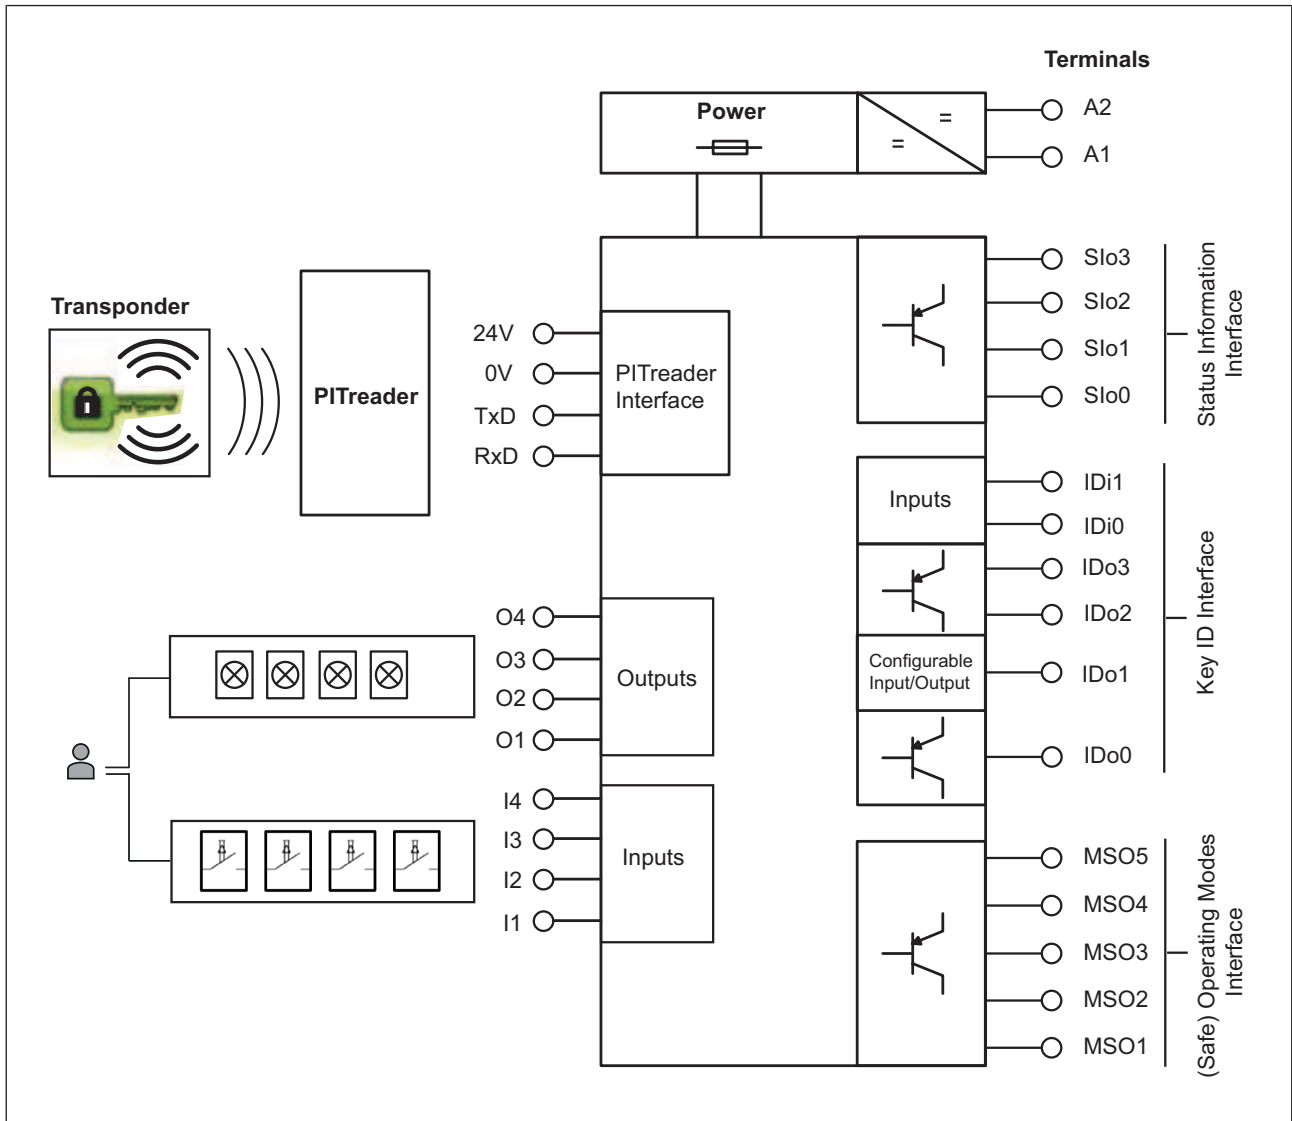 Terminals
Power
=
=
A2
A1
Transponder
PITreader
24V
0V
TxD
RxD
PITreader
Interface
SIo3
SIo2
SIo1
SIo0
Status Information
Interface
Inputs
IDi1
IDi0
IDo3
IDo2
Configurable
Input/Output
IDo1
IDo0
Key ID Interface
O4
O3
O2
O1
Outputs
I4
I3
I2
I1
Inputs
MSO5
MSO4
MSO3
MSO2
MSO1
(Safe) Operating Modes
Interface